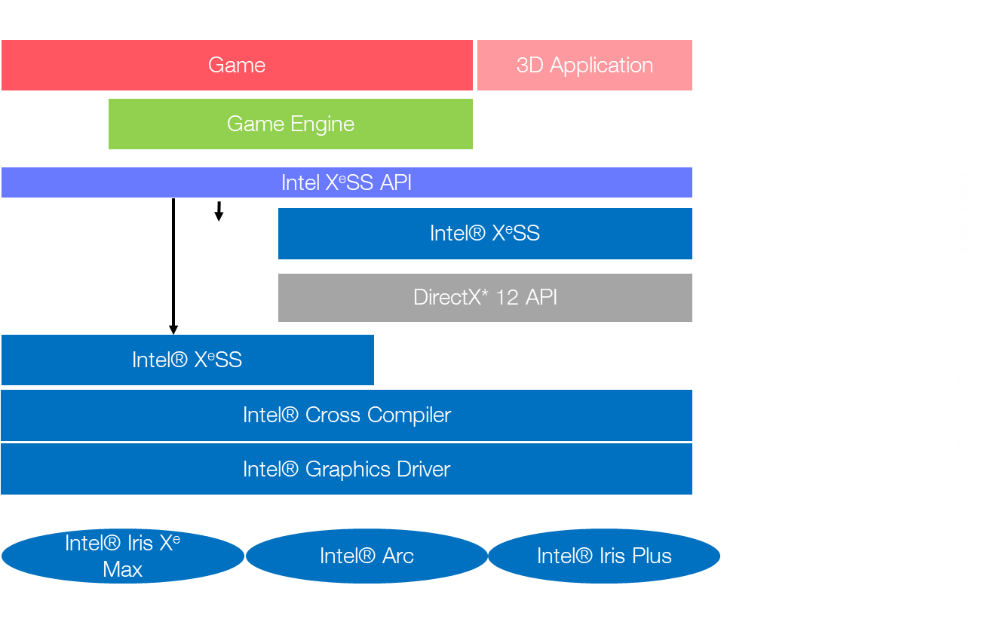 Game
3D Application
Game Engine
Intel XᵉSS API
Intel® XᵉSS
DirectX* 12 API
Intel® XᵉSS
Intel® Cross Compiler
Intel® Graphics Driver
Intel® Iris Xᵉ
Max
Intel® Arc
Intel® Iris Plus